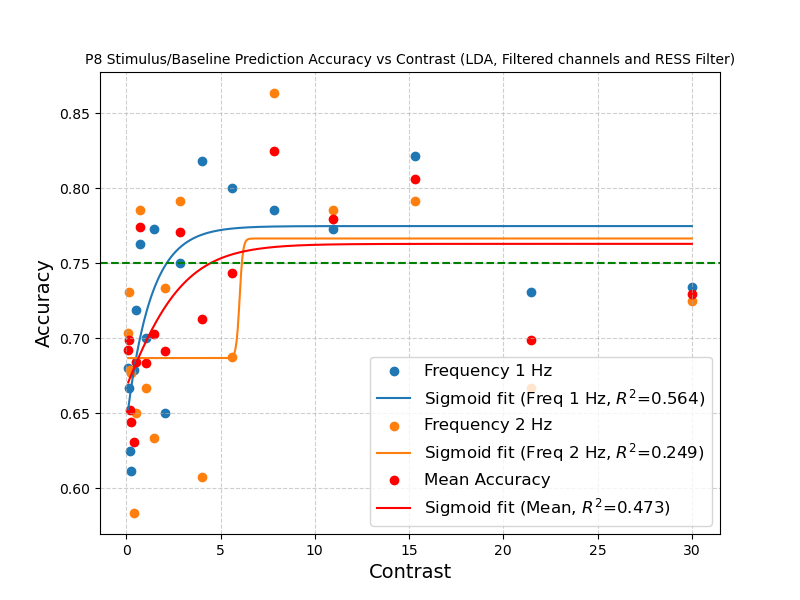 P8 Stimulus/Baseline Prediction Accuracy vs Contrast (LDA, Filtered channels and RESS Filter)
Accuracy
0.85
0.80
0.75
0.70
0.65
0.60
Frequency 1 Hz
Sigmoid fit (Freq 1 Hz, R²=0.564)
Frequency 2 Hz
Sigmoid fit (Freq 2 Hz, R²=0.249)
Mean Accuracy
Sigmoid fit (Mean, R²=0.473)
0 5 10 15 20 25 30
Contrast